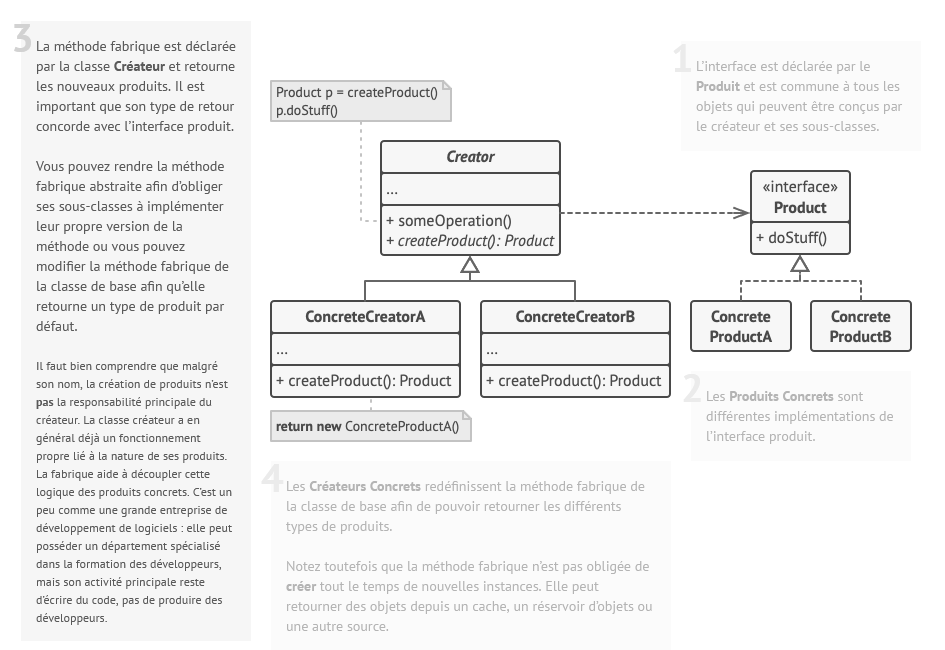 3
La méthode fabrique est déclarée
par la classe Créateur et retourne
les nouveaux produits. Il est
important que son type de retour
concorde avec l'interface produit.
Vous pouvez rendre la méthode
fabrique abstraite afin d'obliger
ses sous-classes à implémenter
leur propre version de la
méthode ou vous pouvez
modifier la méthode fabrique de
la classe de base afin qu'elle
retourne un type de produit par
défaut.
Il faut bien comprendre que malgré
son nom, la création de produits n'est
pas la responsabilité principale du
créateur. La classe créateur a en
général déjà un fonctionnement
propre lié à la nature de ses produits.
La fabrique aide à découpler cette
logique des produits concrets. C'est un
peu comme une grande entreprise de
développement de logiciels : elle peut
posséder un département spécialisé
dans la formation des développeurs,
mais son activité principale reste
d'écrire du code, pas de produire des
développeurs.
Product p = createProduct()
p.doStuff()
Creator
...
+ someOperation()
+ createProduct(): Product
ConcreteCreatorA
...
+ createProduct(): Product
ConcreteCreatorB
...
+ createProduct(): Product
return new ConcreteProductA()
1
L'interface est déclarée par le
Produit et est commune à tous les
objets qui peuvent être conçus par
le créateur et ses sous-classes.
«interface»
Product
+ doStuff()
Concrete
ProductA
Concrete
ProductB
2
Les Produits Concrets sont
différentes implémentations de
l'interface produit.
4
Les Créateurs Concrets redéfinissent la méthode fabrique de
la classe de base afin de pouvoir retourner les différents
types de produits.
Notez toutefois que la méthode fabrique n'est pas obligée de
créer tout le temps de nouvelles instances. Elle peut
retourner des objets depuis un cache, un réservoir d'objets ou
une autre source.